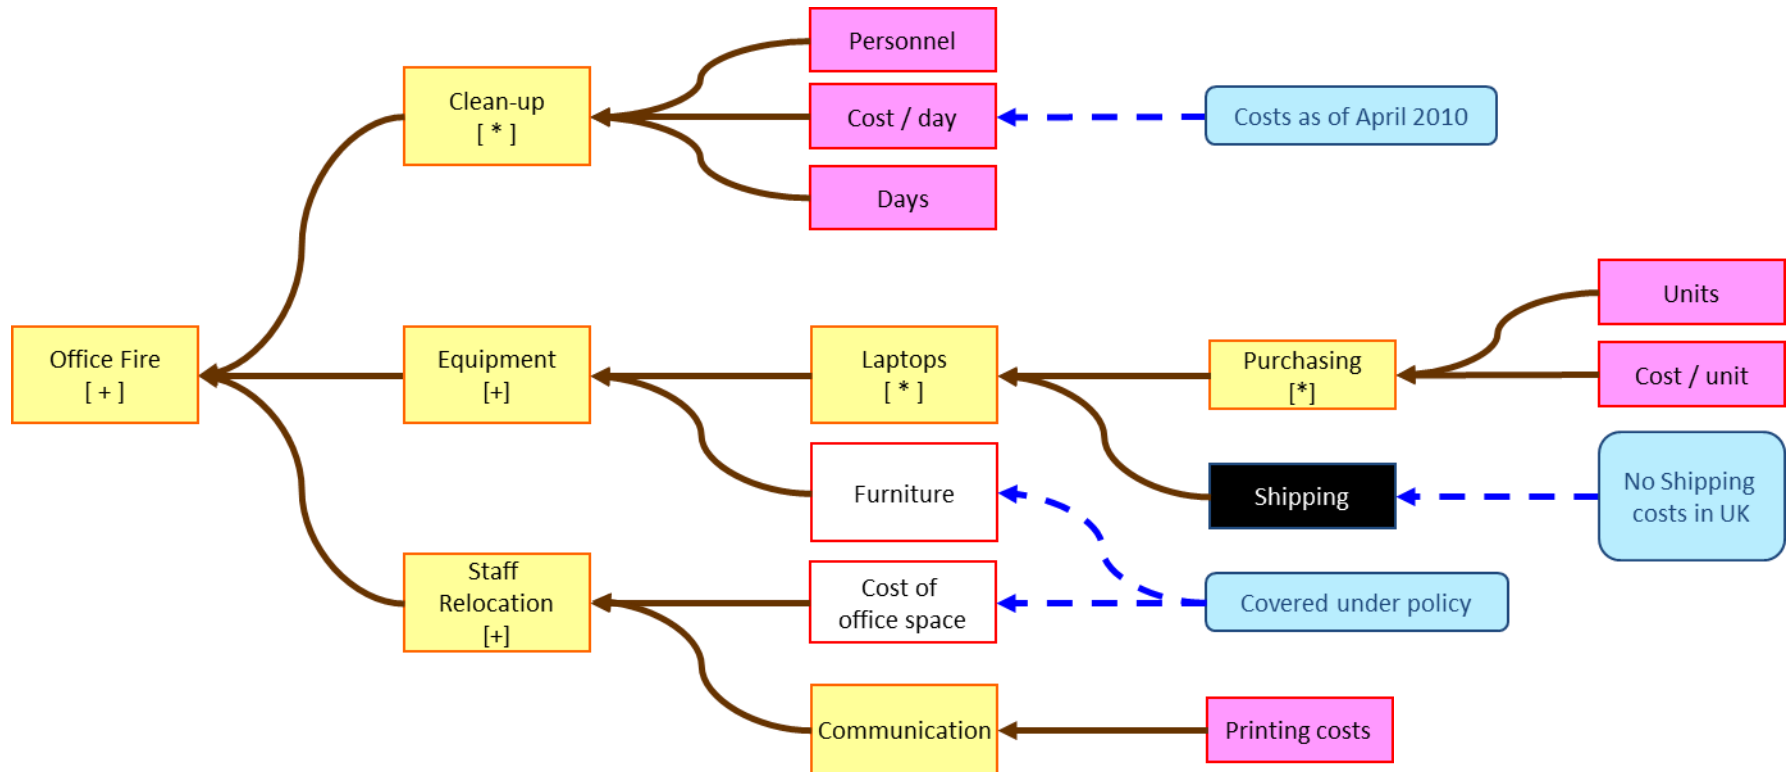 Personnel
Clean-up
[ * ]
Cost / day
Costs as of April 2010
Days
Units
Office Fire
[ + ]
Equipment
[+]
Laptops
[ * ]
Purchasing
[*]
Cost / unit
Furniture
Shipping
No Shipping
costs in UK
Staff
Relocation
[+]
Cost of
office space
Covered under policy
Communication
Printing costs